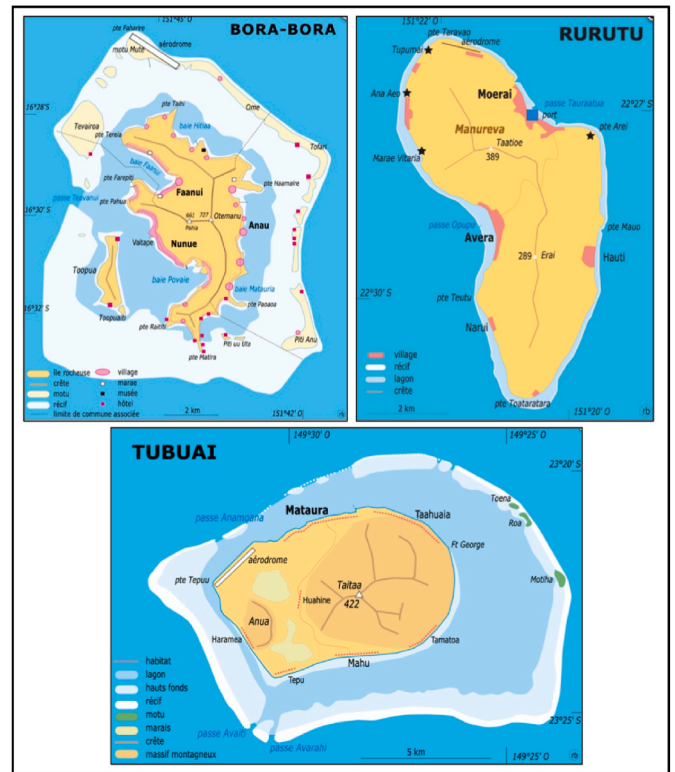 151°45' O
BORA-BORA
pte Paharire
motu Mute
aérodrome
16°28'S
pte Taihi
Ome
Tevairoa
pte Tereia
baie Hitiaa
Tofari
baie Faanui
pte Farepiti
pte Haamaire
passe Teavanui
Faanui
pte Pahua
16°30'S
661
727
Otemanu
Pahia
Anau
Vaitape
Nunue
Toopua
baie Povaie
baie Matauria
16°32'S
pte Paoaoa
Toopuaiti
pte Raititi
Piti uu Uta
Piti Aau
pte Matira
île rocheuse
village
crête
marae
motu
musée
récif
hôtel
limite de commune associée
2 km
151°42' O
rb
151°22' O
RURUTU
pte Taravao
aérodrome
Tupumai
Moerai
passe Tauraatua
Ana Aeo
22°27'S
port
Manureva
pte Arei
Taatioe
389
Marae Vitaria
passe Opupu
pte Mauo
Avera
289
Erai
Hauti
22°30'S
pte Teutu
Narui
village
récif
lagon
crête
pte Toataratara
2 km
151°20' O
rb
149°30' O
149°25' O
TUBUAI
23°20' S
Toena
passe Anamoana
Mataura
Taahuaia
Roa
Ft George
aérodrome
pte Tepuu
Motiha
Taitaa
Huahine
422
Anua
Haramea
Tamatoa
Mahu
Tepu
habitat
lagon
hauts fonds
récif
motu
marais
crête
massif montagneux
23°25' S
passe Avaiti
passe Avarahi
5 km
149°25' O
rb